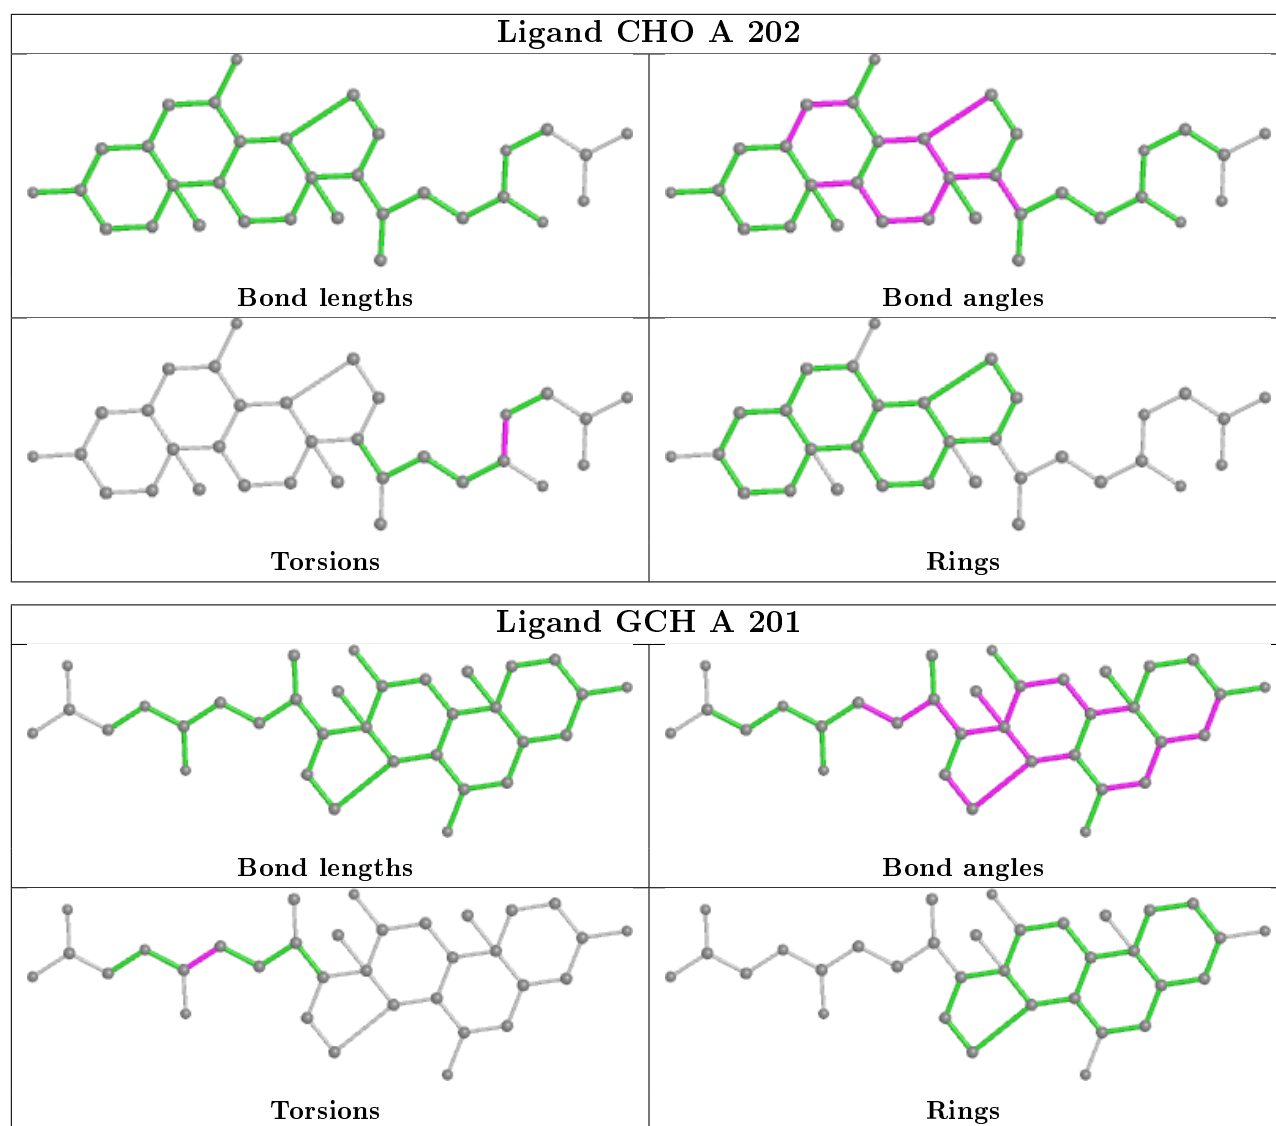 Ligand CHO A 202
Bond lengths
Bond angles
Torsions
Rings
Ligand GCH A 201
Bond lengths
Bond angles
Torsions
Rings